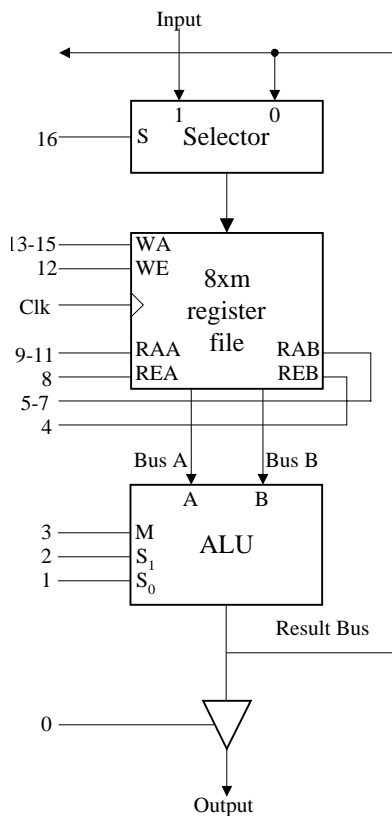 Input
1 0
16 S Selector
13-15 WA
12 WE
8xm
register
file
Clk
9-11 RAA RAB
8 REA REB
5-7
4
Bus A Bus B
A B
3 M ALU
2 S1
1 S0
Result Bus
0
Output